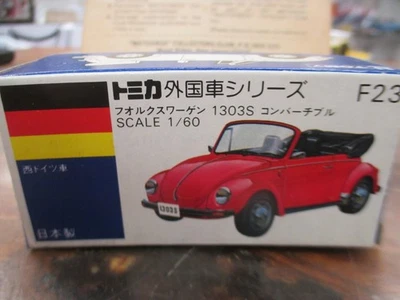 トミカ外国車シリーズ F23
フォルクスワーゲン 1303S コンバーチブル
SCALE 1/60
西ドイツ車
1303S
日本製